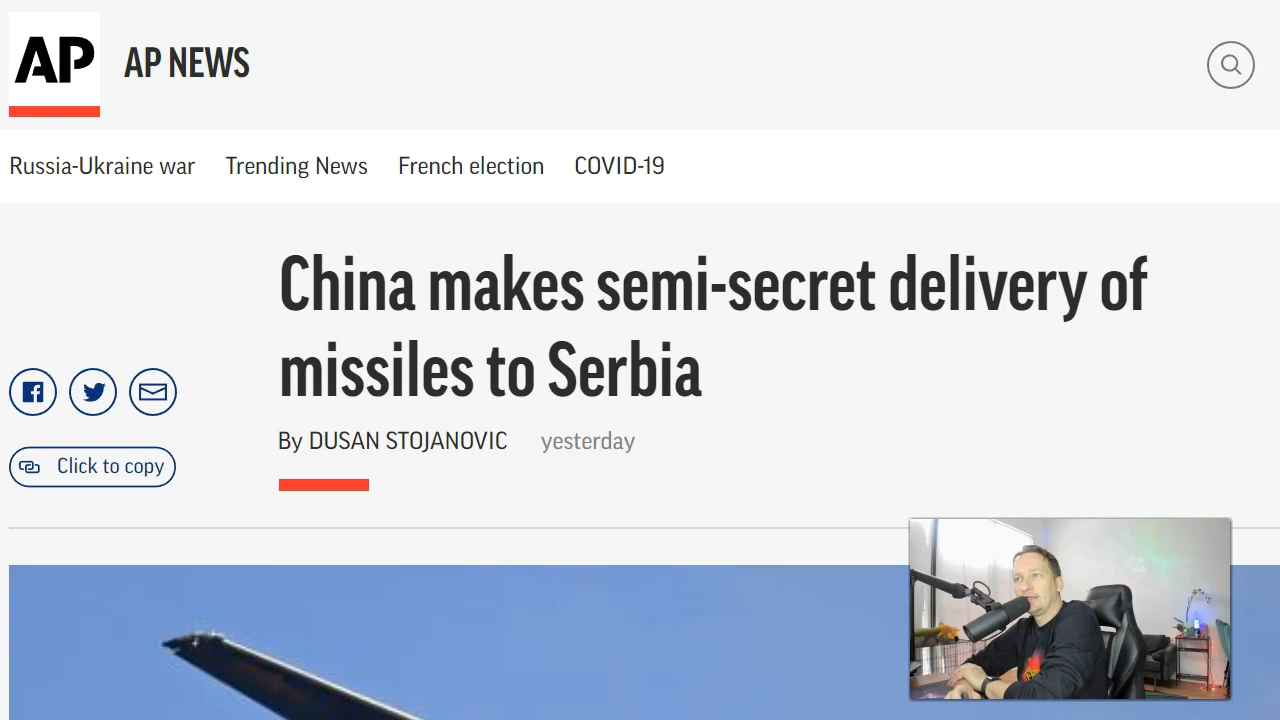 AP AP NEWS
Russia-Ukraine war Trending News French election COVID-19
China makes semi-secret delivery of
missiles to Serbia
By DUSAN STOJANOVIC yesterday
Click to copy